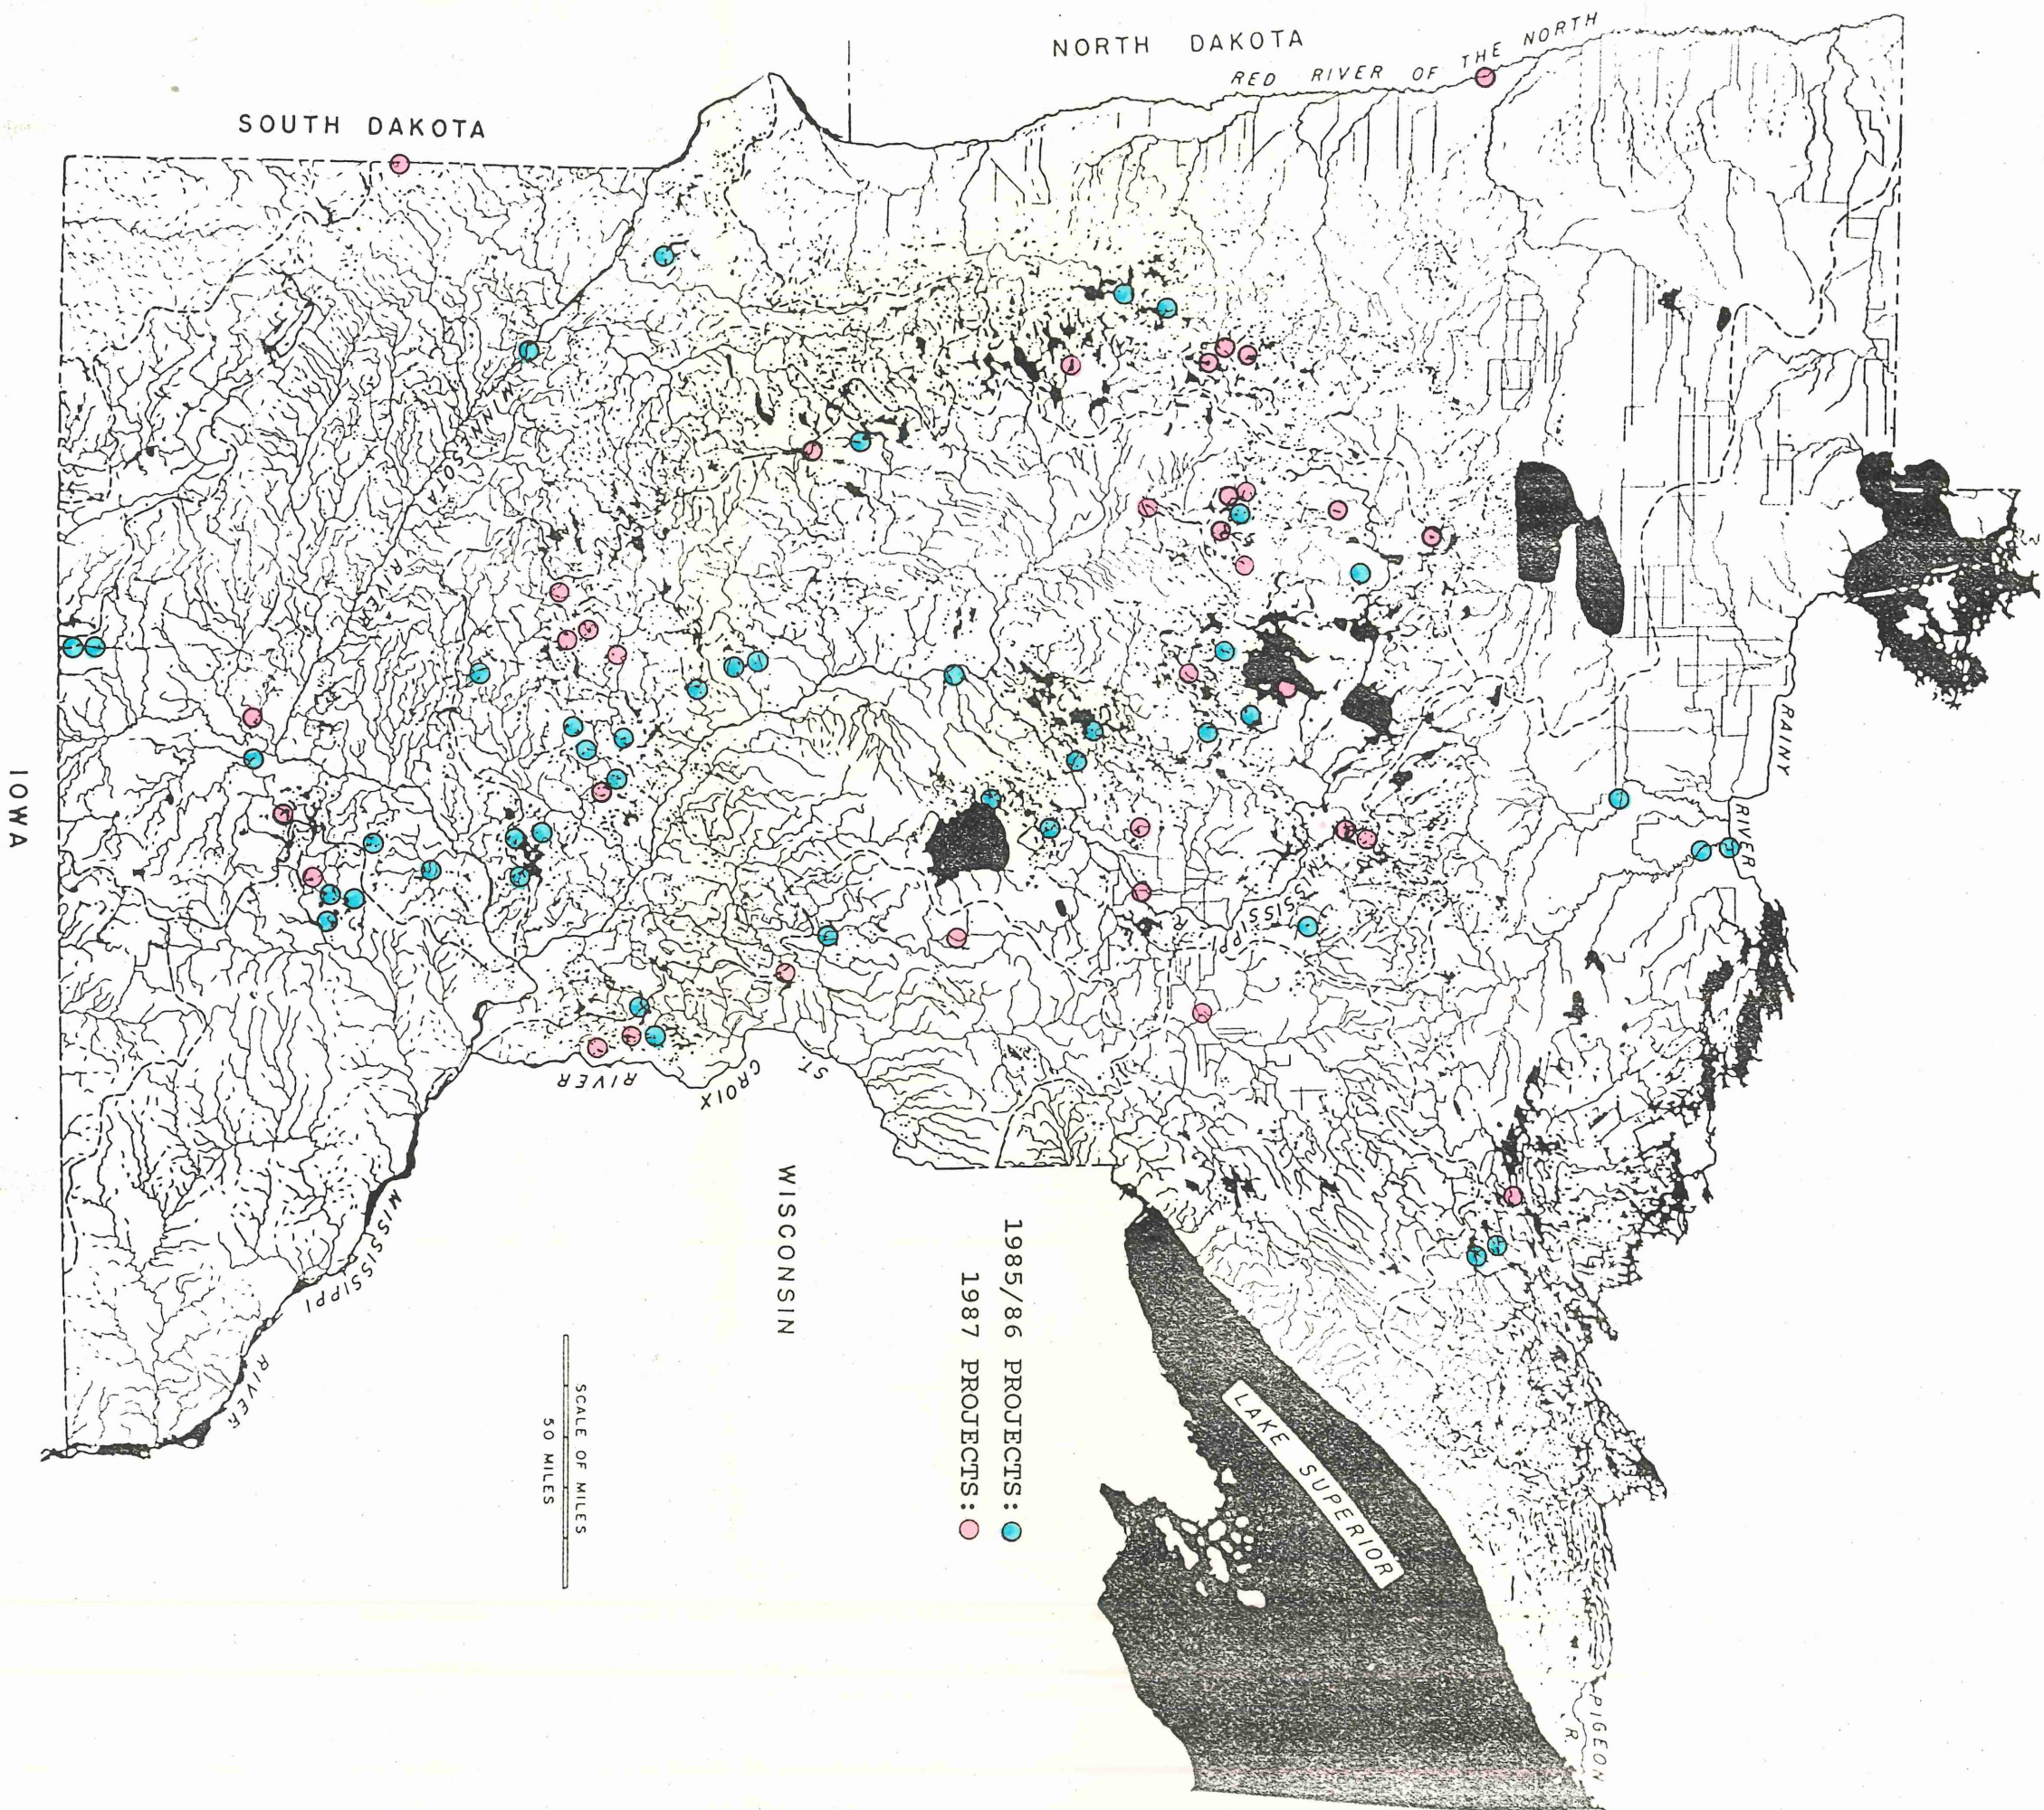 NORTH DAKOTA
RED RIVER OF THE NORTH
SOUTH DAKOTA
MINNESOTA
RIVER
RAINY
RIVER
MISSISSIPPI R.
IOWA
ST. CROIX
RIVER
WISCONSIN
MISSISSIPPI
RIVER
1985/86 PROJECTS:
1987 PROJECTS:
SCALE OF MILES
50 MILES
LAKE SUPERIOR
PIGEON R.